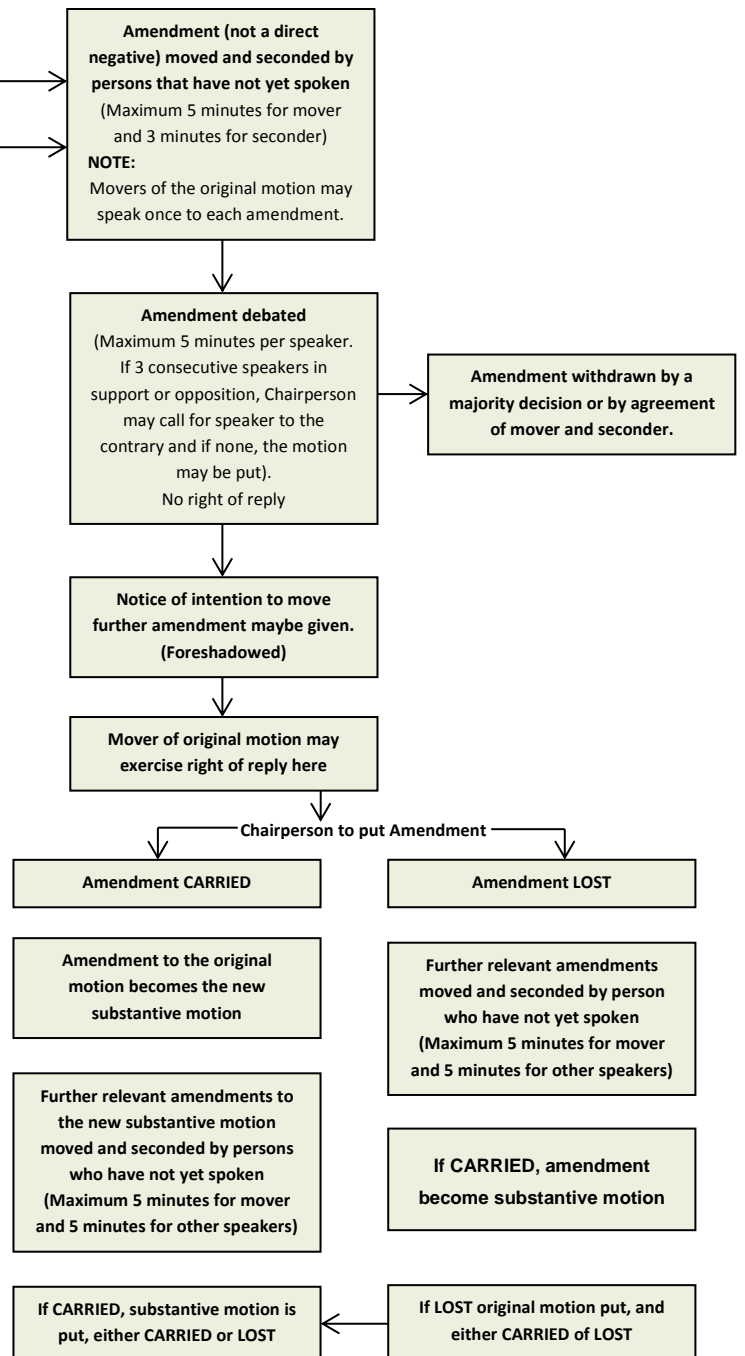 Amendment (not a direct
negative) moved and seconded by
persons that have not yet spoken
(Maximum 5 minutes for mover
and 3 minutes for seconder)
NOTE:
Movers of the original motion may
speak once to each amendment.
Amendment debated
(Maximum 5 minutes per speaker.
If 3 consecutive speakers in
support or opposition, Chairperson
may call for speaker to the
contrary and if none, the motion
may be put).
No right of reply
Amendment withdrawn by a
majority decision or by agreement
of mover and seconder.
Notice of intention to move
further amendment maybe given.
(Foreshadowed)
Mover of original motion may
exercise right of reply here
Chairperson to put Amendment
Amendment CARRIED
Amendment to the original
motion becomes the new
substantive motion
Further relevant amendments to
the new substantive motion
moved and seconded by persons
who have not yet spoken
(Maximum 5 minutes for mover
and 5 minutes for other speakers)
If CARRIED, substantive motion is
put, either CARRIED or LOST
Amendment LOST
Further relevant amendments
moved and seconded by person
who have not yet spoken
(Maximum 5 minutes for mover
and 5 minutes for other speakers)
If CARRIED, amendment
become substantive motion
If LOST original motion put, and
either CARRIED of LOST